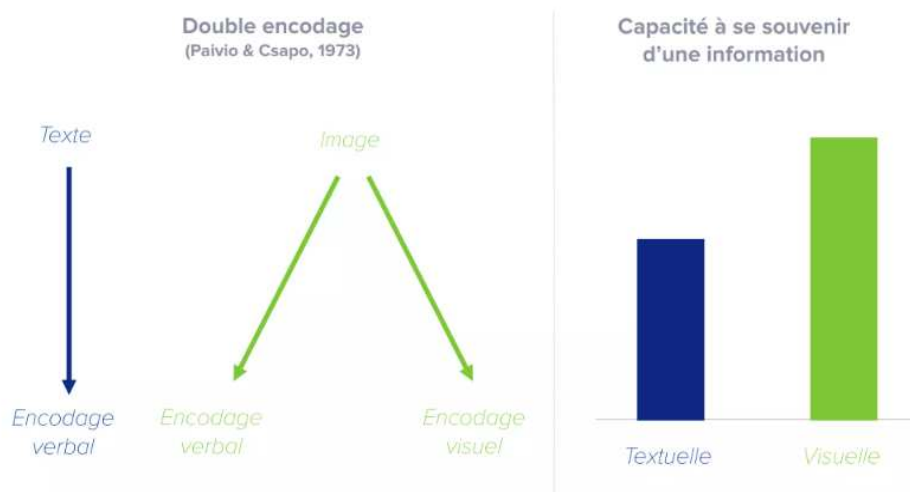 Double encodage
(Paivio & Csapo, 1973)
Texte
Image
Encodage
verbal
Encodage
verbal
Encodage
visuel
Capacité à se souvenir
d'une information
Textuelle
Visuelle